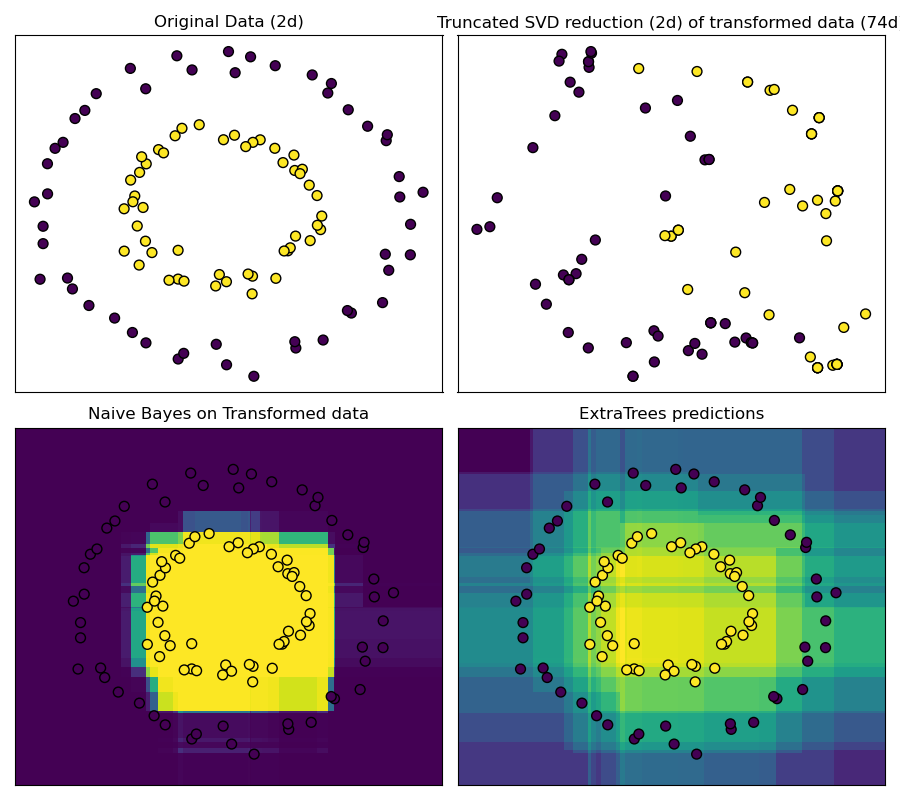 Original Data (2d)
Truncated SVD reduction (2d) of transformed data (74d
Naive Bayes on Transformed data
ExtraTrees predictions